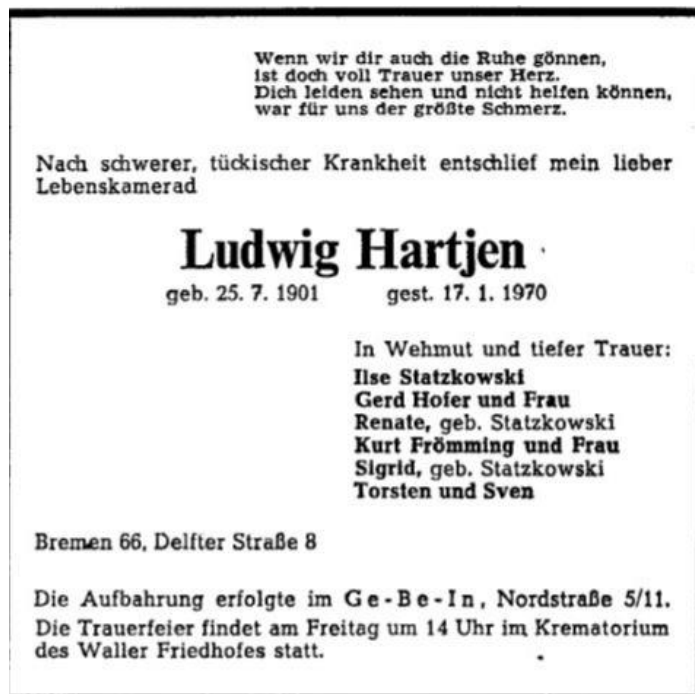 Wenn wir dir auch die Ruhe gönnen,
ist doch voll Trauer unser Herz.
Dich leiden sehen und nicht helfen können,
war für uns der größte Schmerz.
Nach schwerer, tückischer Krankheit entschlief mein lieber
Lebenskamerad
Ludwig Hartjen
geb. 25. 7. 1901 gest. 17. 1. 1970
In Wehmut und tiefer Trauer:
Ilse Statzkowski
Gerd Hofer und Frau
Renate, geb. Statzkowski
Kurt Frömming und Frau
Sigrid, geb. Statzkowski
Torsten und Sven
Bremen 66, Delfter Straße 8
Die Aufbahrung erfolgte im Ge-Be-In, Nordstraße 5/11.
Die Trauerfeier findet am Freitag um 14 Uhr im Krematorium
des Waller Friedhofes statt.